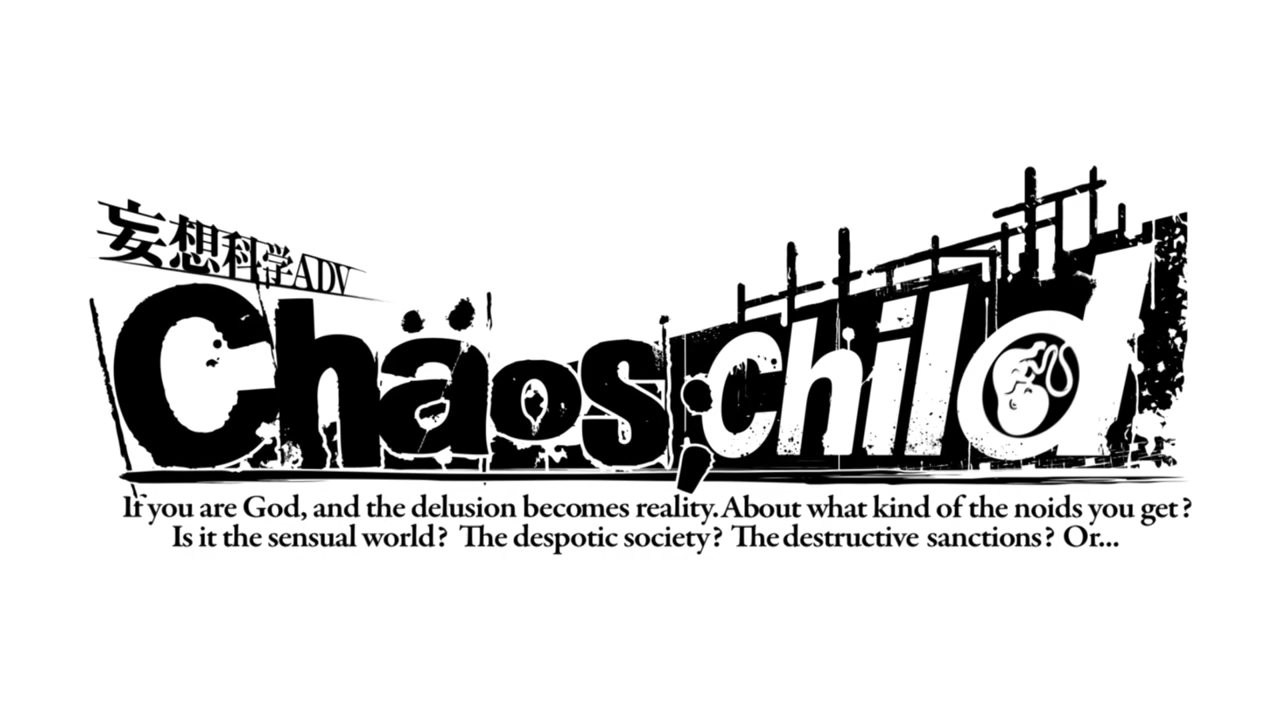 妄想科学ADV
Chäos;child
If you are God, and the delusion becomes reality. About what kind of the noids you get?
Is it the sensual world? The despotic society? The destructive sanctions? Or...